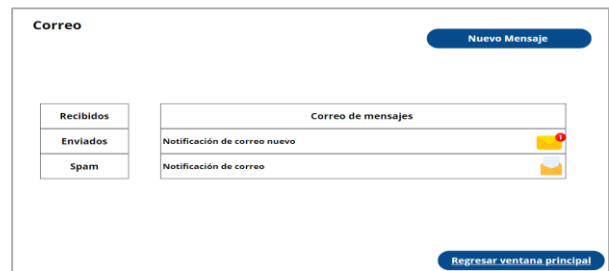 Correo
Nuevo Mensaje
Recibidos
Correo de mensajes
Enviados
Notificación de correo nuevo
1
Spam
Notificación de correo
Regresar ventana principal